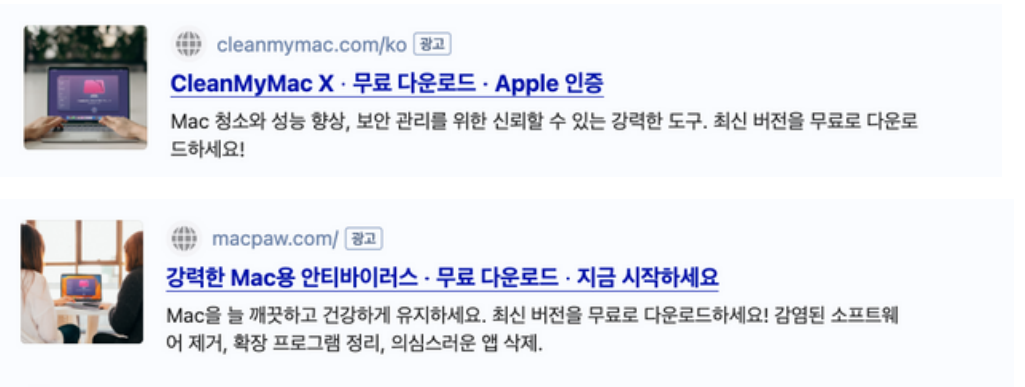 cleanmymac.com/ko 광고
CleanMyMac X · 무료 다운로드 · Apple 인증
Mac 청소와 성능 향상, 보안 관리를 위한 신뢰할 수 있는 강력한 도구. 최신 버전을 무료로 다운로
드하세요!
macpaw.com/ 광고
강력한 Mac용 안티바이러스 · 무료 다운로드 · 지금 시작하세요
Mac을 늘 깨끗하고 건강하게 유지하세요. 최신 버전을 무료로 다운로드하세요! 감염된 소프트웨
어 제거, 확장 프로그램 정리, 의심스러운 앱 삭제.